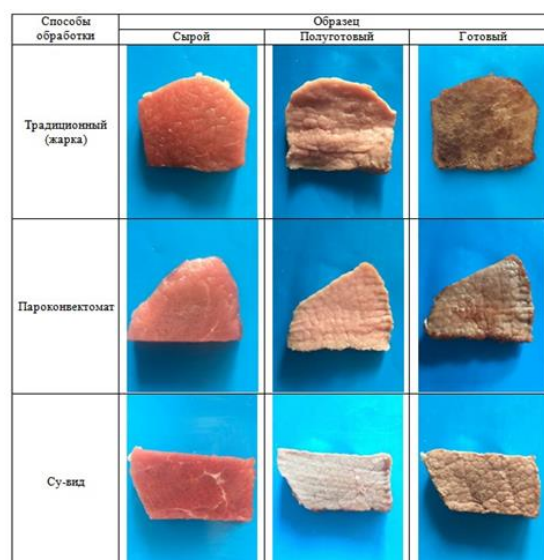 Способы
обработки
Образец
Сырой
Полуготовый
Готовый
Традиционный
(жарка)
Пароконвектомат
Су-вид